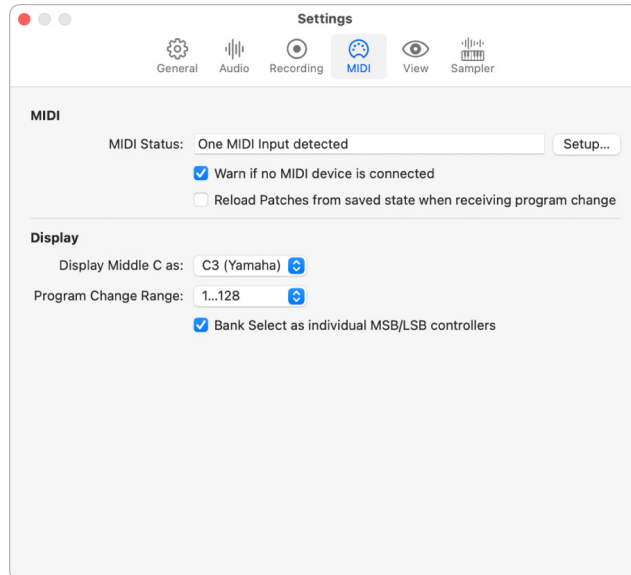 Settings
General Audio Recording MIDI View Sampler
MIDI
MIDI Status: One MIDI Input detected Setup...
Warn if no MIDI device is connected
Reload Patches from saved state when receiving program change
Display
Display Middle C as: C3 (Yamaha)
Program Change Range: 1...128
Bank Select as individual MSB/LSB controllers